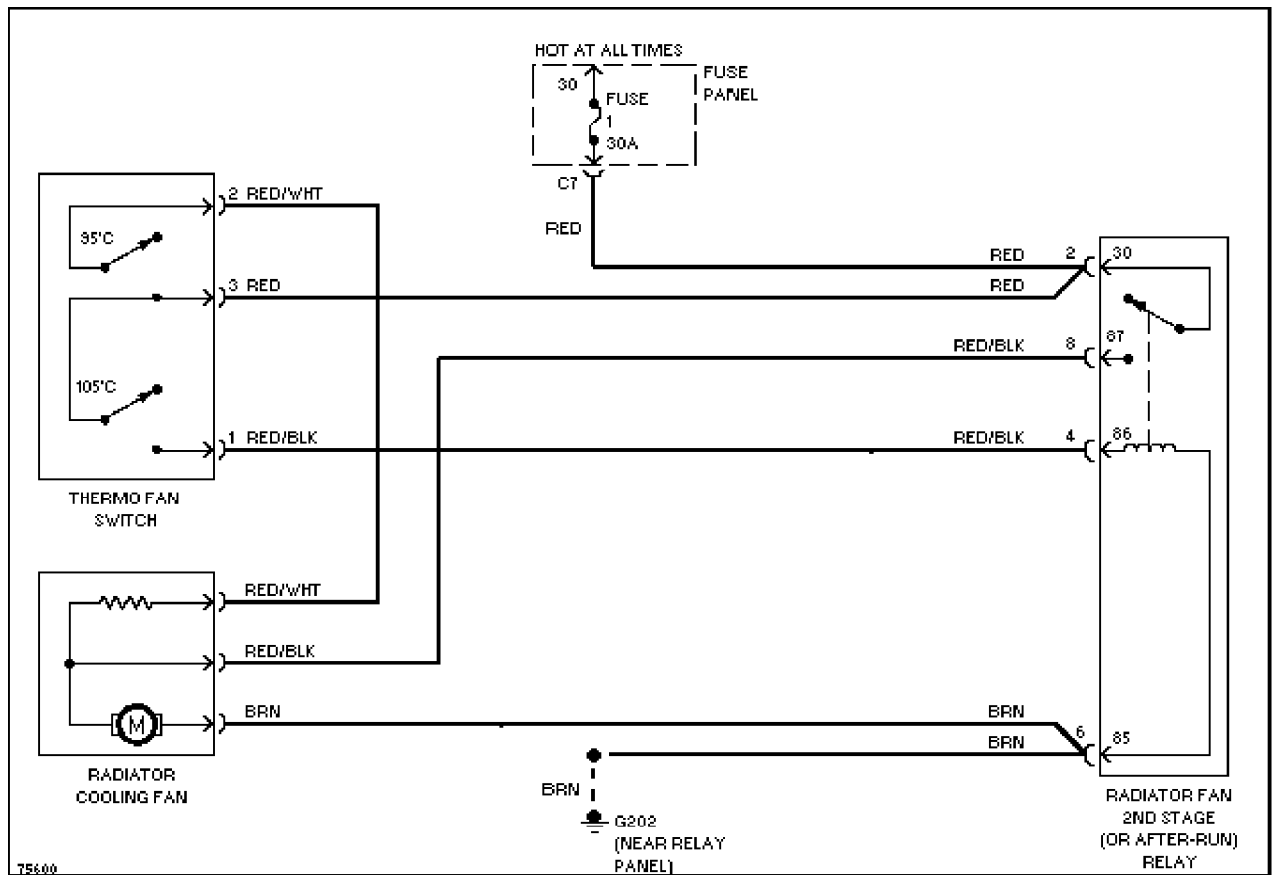 HOT AT ALL TIMES
30
FUSE
1
30A
FUSE
PANEL
C7
RED
2 RED/WHT
95°C
3 RED
105°C
1 RED/BLK
THERMO FAN
SWITCH
RED 2 30
RED
RED/BLK 8 87
RED/BLK 4 86
RED/WHT
RED/BLK
BRN
M
RADIATOR
COOLING FAN
BRN 6 85
BRN
BRN
G202
(NEAR RELAY
PANEL)
RADIATOR FAN
2ND STAGE
(OR AFTER-RUN)
RELAY
75600